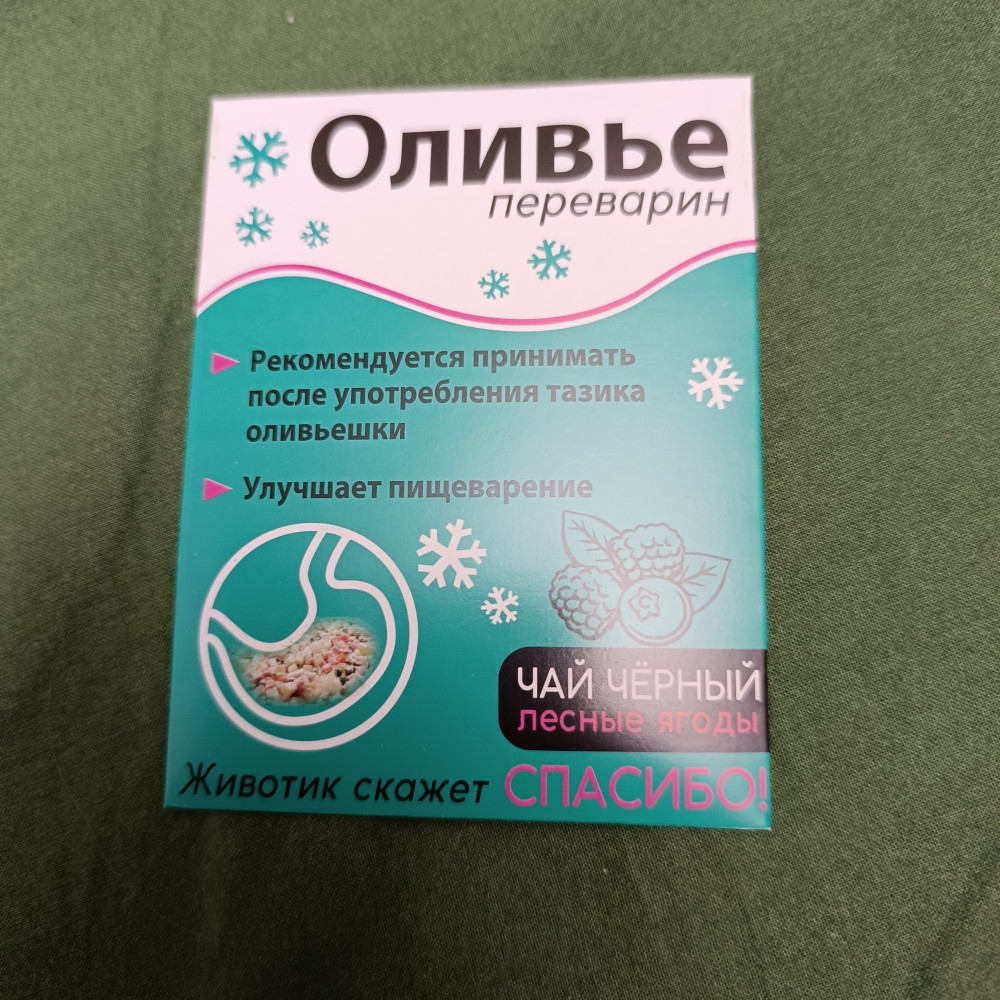 Оливье
переварин
Рекомендуется принимать
после употребления тазика
оливьешки
Улучшает пищеварение
ЧАЙ ЧЁРНЫЙ
лесные ягоды
Животик скажет СПАСИБО!